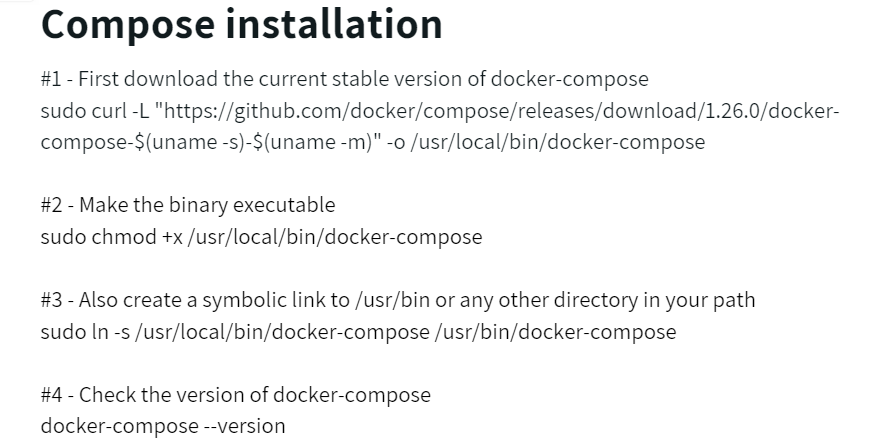 Compose installation
#1 - First download the current stable version of docker-compose
sudo curl -L "https://github.com/docker/compose/releases/download/1.26.0/docker-
compose-$(uname -s)-$(uname -m)" -o /usr/local/bin/docker-compose
#2 - Make the binary executable
sudo chmod +x /usr/local/bin/docker-compose
#3 - Also create a symbolic link to /usr/bin or any other directory in your path
sudo ln -s /usr/local/bin/docker-compose /usr/bin/docker-compose
#4 - Check the version of docker-compose
docker-compose --version